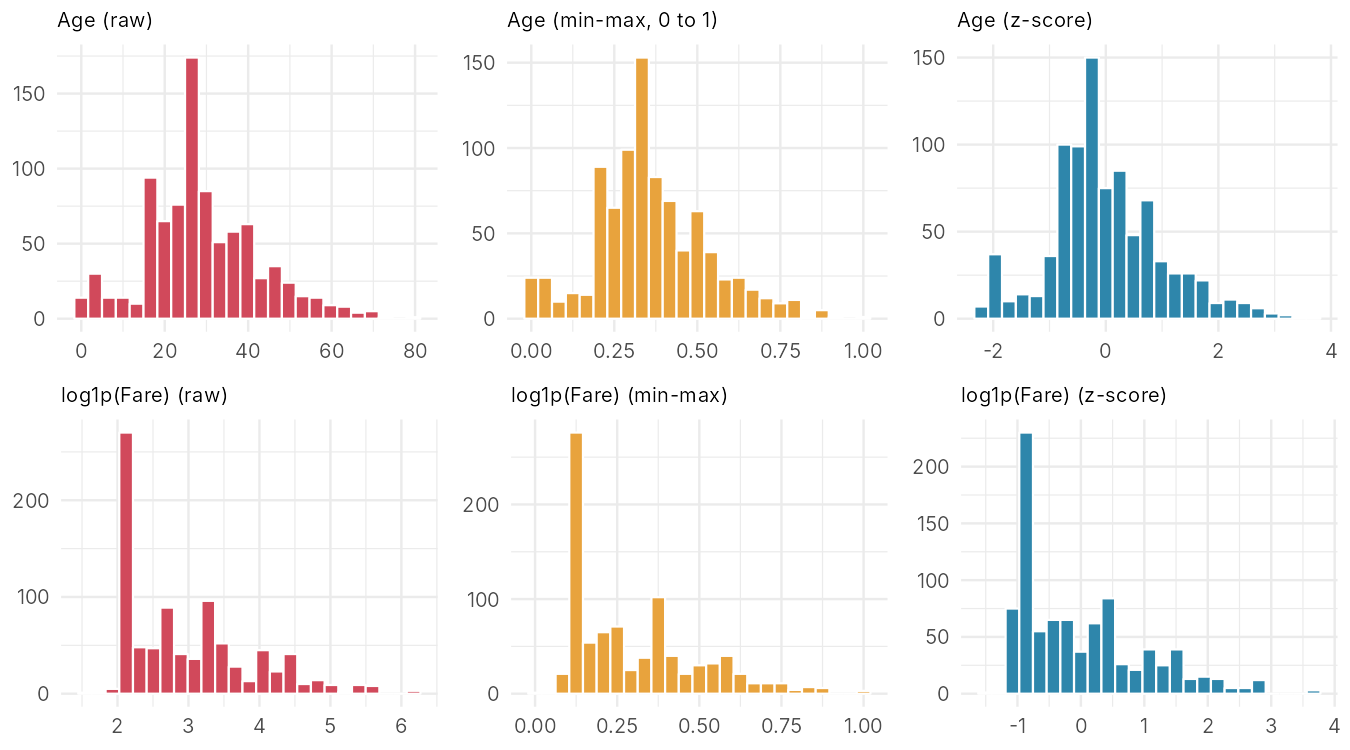 Age (raw)
Age (min-max, 0 to 1)
Age (z-score)
150
100
50
0
0 20 40 60 80
150
100
50
0
0.00 0.25 0.50 0.75 1.00
150
100
50
0
-2 0 2 4
log1p(Fare) (raw)
log1p(Fare) (min-max)
log1p(Fare) (z-score)
200
100
0
2 3 4 5 6
200
100
0
0.00 0.25 0.50 0.75 1.00
200
150
100
50
0
-1 0 1 2 3 4